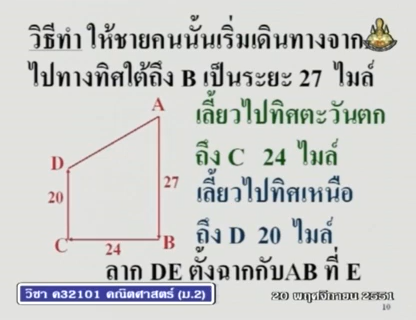 วิธีทำ ให้ชายคนนั้นเริ่มเดินทางจาก
ไปทางทิศใต้ถึง B เป็นระยะ 27 ไมล์
A
เลี้ยวไปทิศตะวันตก
D
ถึง C 24 ไมล์
20
27
เลี้ยวไปทิศเหนือ
C
24
B
ถึง D 20 ไมล์
ลาก DE ตั้งฉากกับAB ที่ E
วิชา ค32101 คณิตศาสตร์ (ม.2)
20 พฤศจิกายน 2551
10